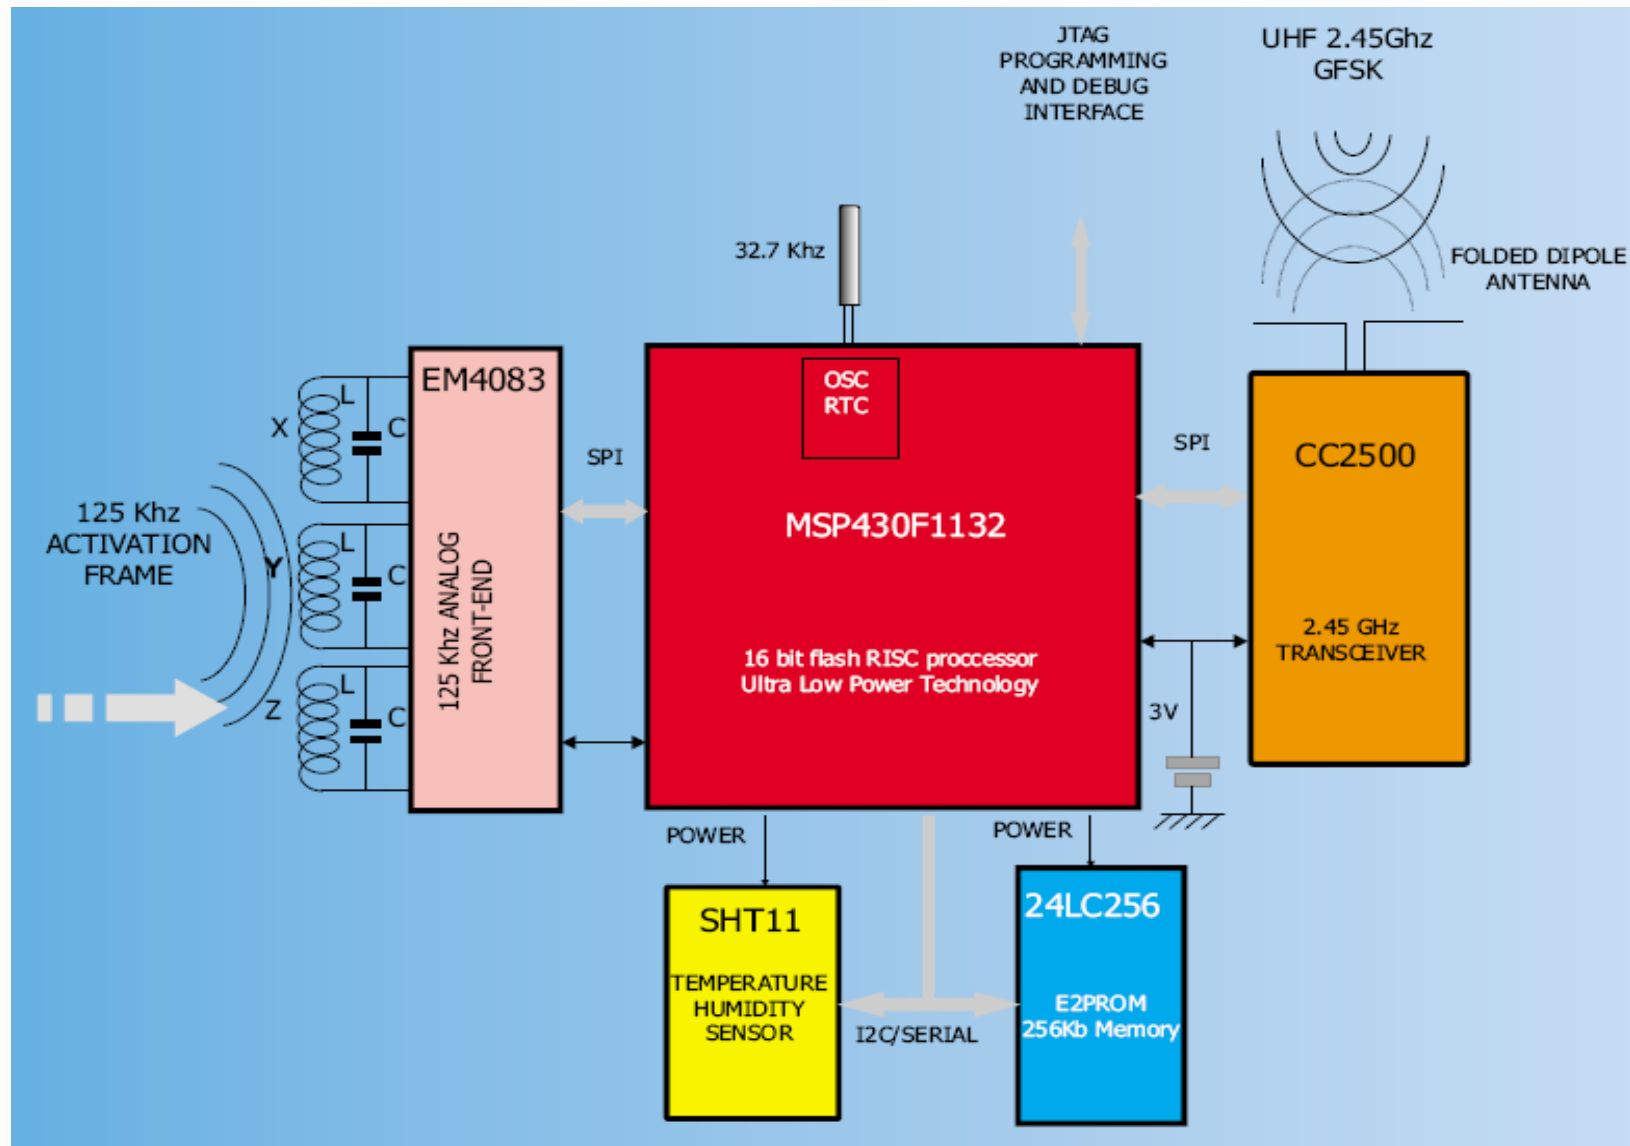 JTAG
PROGRAMMING
AND DEBUG
INTERFACE
UHF 2.45Ghz
GFSK
32.7 Khz
FOLDED DIPOLE
ANTENNA
EM4083
125 Khz ANALOG
FRONT-END
X
L
C
Y
L
C
Z
L
C
125 Khz
ACTIVATION
FRAME
SPI
OSC
RTC
MSP430F1132
16 bit flash RISC proccessor
Ultra Low Power Technology
SPI
CC2500
2.45 GHz
TRANSCEIVER
3V
POWER
POWER
SHT11
TEMPERATURE
HUMIDITY
SENSOR
I2C/SERIAL
24LC256
E2PROM
256Kb Memory